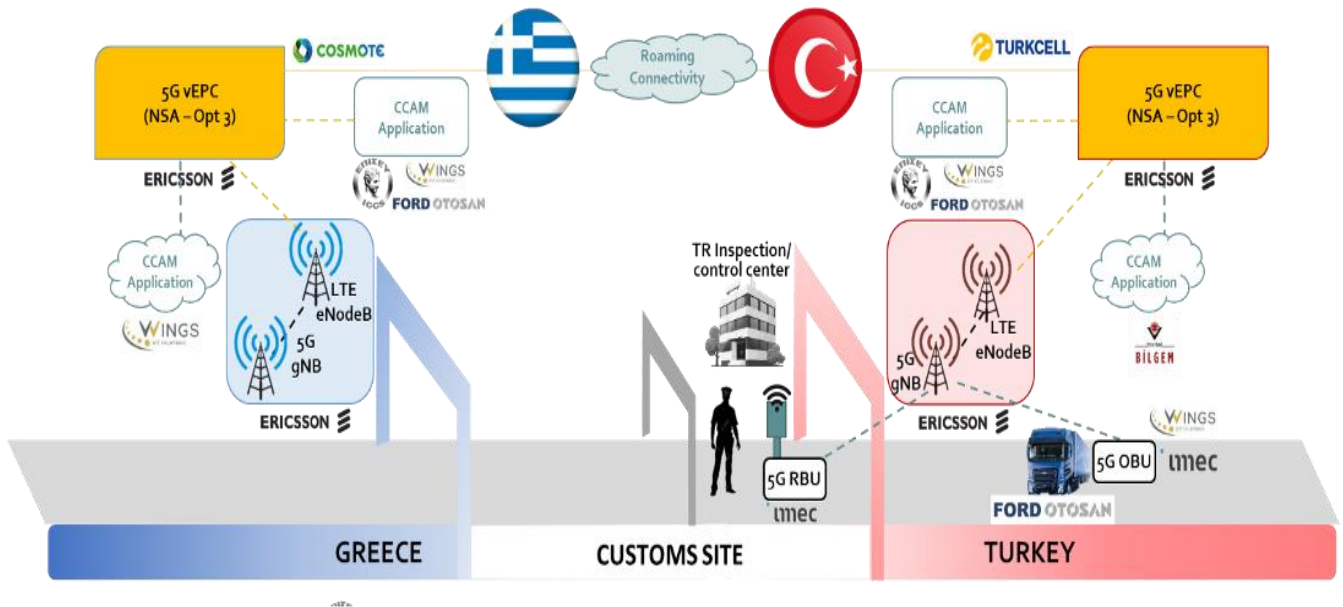 COSMOTE
TURKCELL
Roaming
Connectivity
5G vEPC
(NSA – Opt 3)
CCAM
Application
CCAM
Application
5G vEPC
(NSA – Opt 3)
ERICSSON
ICCS
WINGS
FORD OTOSAN
ICCS
WINGS
FORD OTOSAN
ERICSSON
CCAM
Application
WINGS
LTE
eNodeB
5G
gNB
ERICSSON
TR Inspection/
control center
LTE
eNodeB
5G
gNB
ERICSSON
CCAM
Application
BİLGEM
WINGS
5G RBU
imec
5G OBU
imec
FORD OTOSAN
GREECE
CUSTOMS SITE
TURKEY